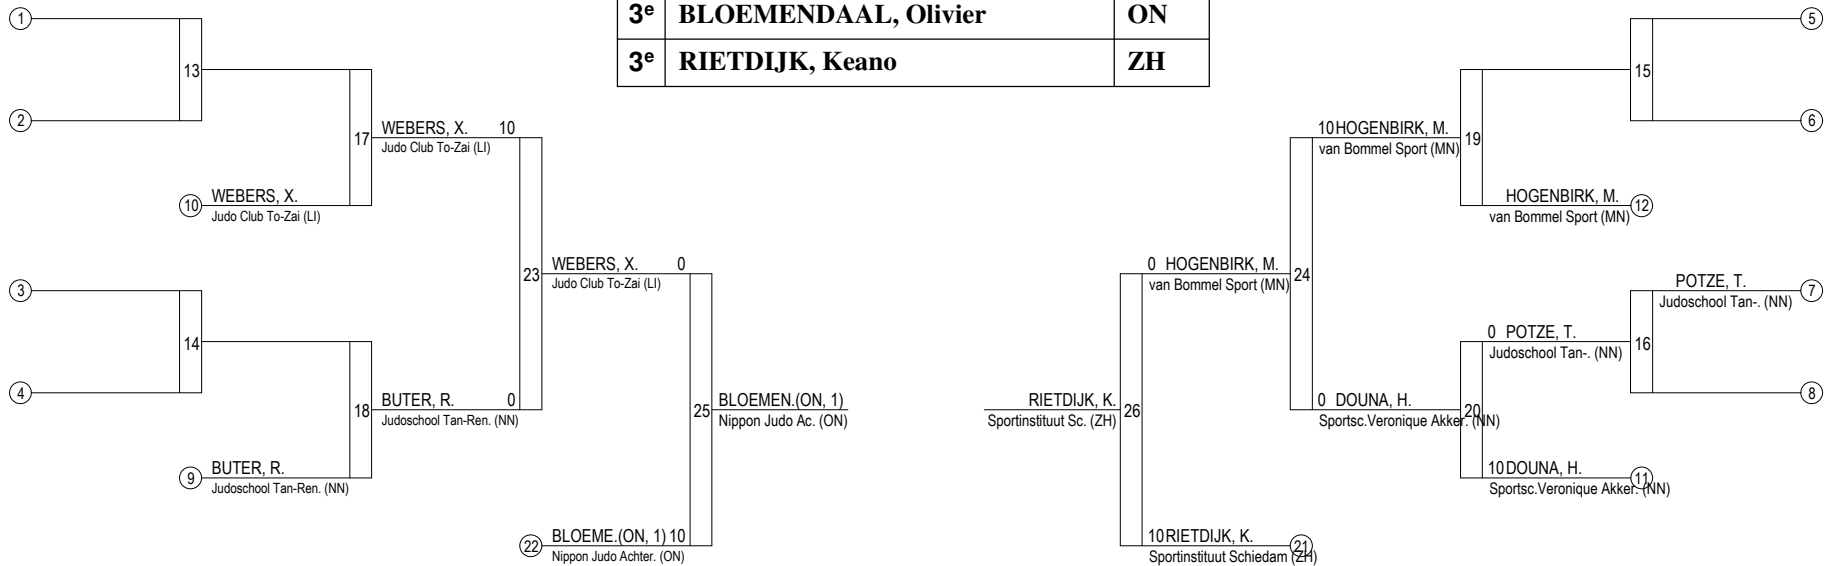 3e BLOEMENDAAL, Olivier ON
3e RIETDIJK, Keano ZH
1
13
2
17
WEBERS, X. 10
Judo Club To-Zai (LI)
10 WEBERS, X.
Judo Club To-Zai (LI)
23
WEBERS, X. 0
Judo Club To-Zai (LI)
3
14
4
18
BUTER, R. 0
Judoschool Tan-Ren. (NN)
9 BUTER, R.
Judoschool Tan-Ren. (NN)
25
BLOEMEN.(ON, 1)
Nippon Judo Ac. (ON)
22 BLOEME.(ON, 1) 10
Nippon Judo Achter. (ON)
5
15
6
10 HOGENBIRK, M.
van Bommel Sport (MN)
19
HOGENBIRK, M. 12
van Bommel Sport (MN)
0 HOGENBIRK, M.
van Bommel Sport (MN)
24
POTZE, T. 7
Judoschool Tan-. (NN)
0 POTZE, T.
Judoschool Tan-. (NN)
16
8
RIETDIJK, K.
Sportinstituut Sc. (ZH)
26
0 DOUNA, H.
Sportsc.Veronique Akker. (NN)
20
10 DOUNA, H. 11
Sportsc.Veronique Akker. (NN)
10 RIETDIJK, K. 21
Sportinstituut Schiedam (ZH)